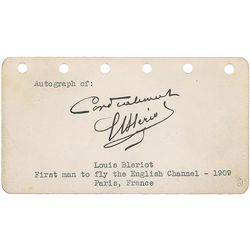 Autograph of:
Cordialement
LBlériot
Louis Bleriot
First man to fly the English Channel - 1909
Paris, France